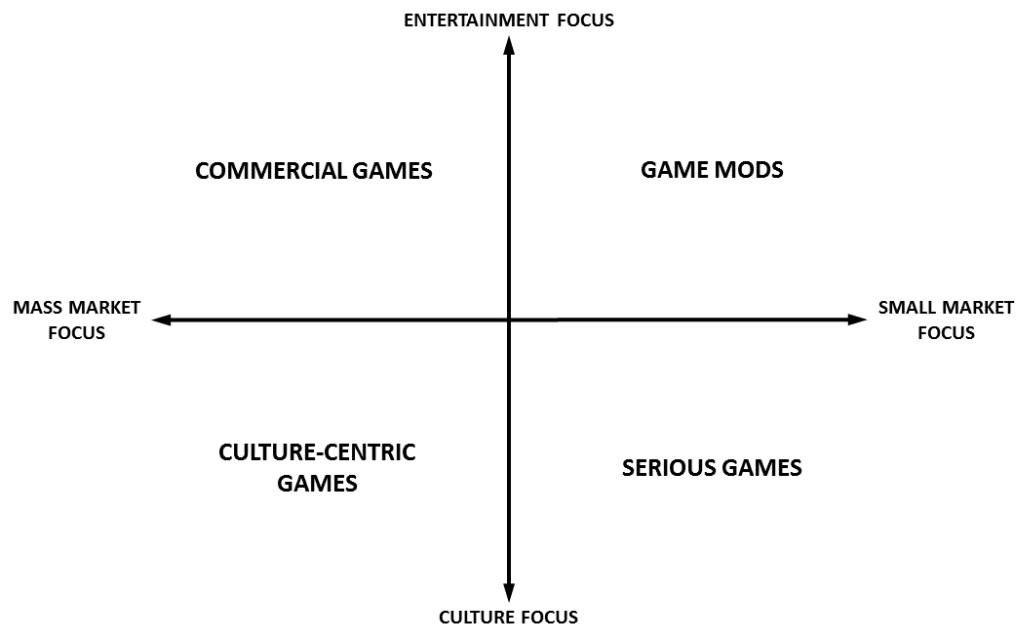 ENTERTAINMENT FOCUS
COMMERCIAL GAMES
GAME MODS
MASS MARKET
FOCUS
SMALL MARKET
FOCUS
CULTURE-CENTRIC
GAMES
SERIOUS GAMES
CULTURE FOCUS